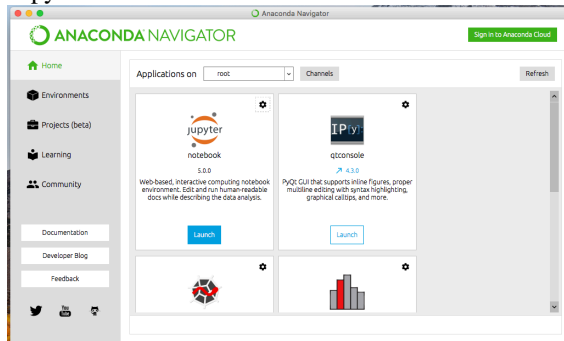 Anaconda Navigator
ANACONDA NAVIGATOR
Sign in to Anaconda Cloud
Home
Environments
Projects (beta)
Learning
Community
Documentation
Developer Blog
Feedback
You
Tube
Applications on root Channels Refresh
jupyter
notebook
5.0.0
Web-based, interactive computing notebook
environment. Edit and run human-readable
docs while describing the data analysis.
Launch
IP[y]:
qtconsole
4.3.0
PyQt GUI that supports inline figures, proper
multiline editing with syntax highlighting,
graphical calltips, and more.
Launch